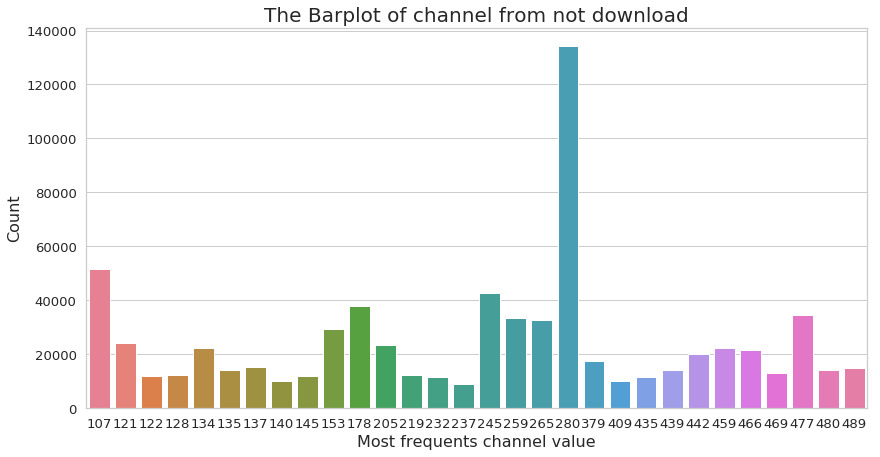 The Barplot of channel from not download
140000
120000
100000
80000
60000
40000
20000
0
Count
107 121 122 128 134 135 137 140 145 153 178 205 219 232 237 245 259 265 280 379 409 435 439 442 459 466 469 477 480 489
Most frequents channel value